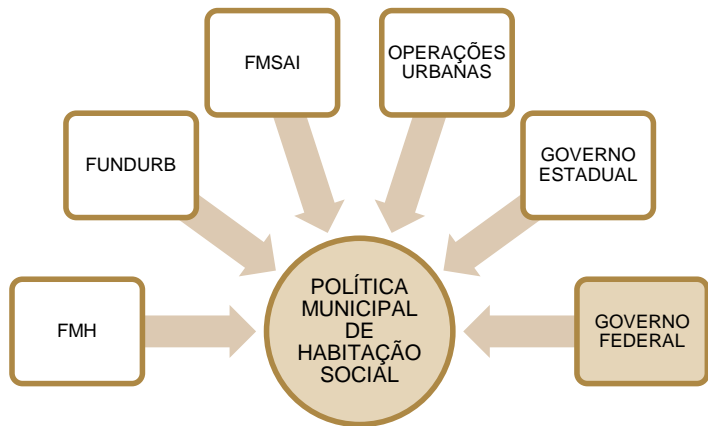 FMSAI
OPERAÇÕES
URBANAS
FUNDURB
GOVERNO
ESTADUAL
POLÍTICA
MUNICIPAL
DE
HABITAÇÃO
SOCIAL
FMH
GOVERNO
FEDERAL